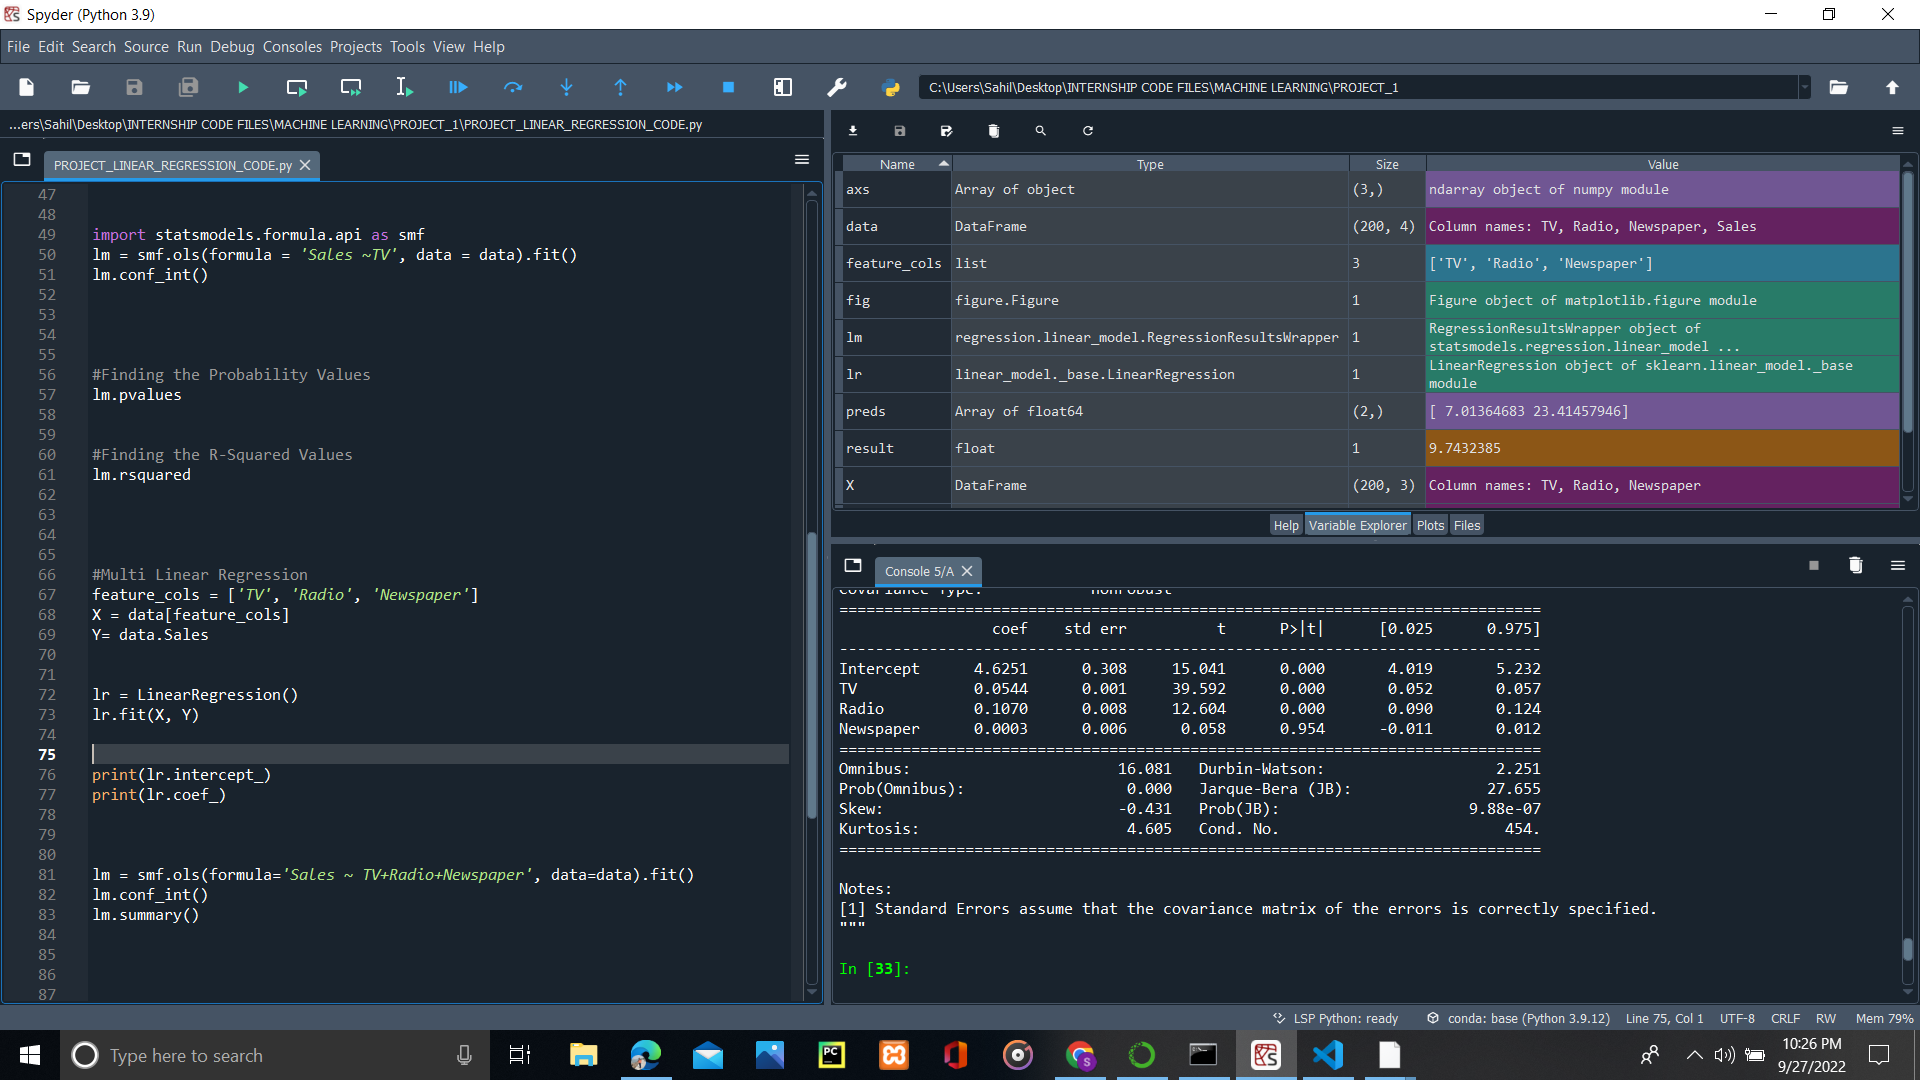 Spyder (Python 3.9)
File Edit Search Source Run Debug Consoles Projects Tools View Help
C:\Users\Sahil\Desktop\INTERNSHIP CODE FILES\MACHINE LEARNING\PROJECT_1
...ers\Sahil\Desktop\INTERNSHIP CODE FILES\MACHINE LEARNING\PROJECT_1\PROJECT_LINEAR_REGRESSION_CODE.py
PROJECT_LINEAR_REGRESSION_CODE.py
47
48
49 import statsmodels.formula.api as smf
50 lm = smf.ols(formula = 'Sales ~TV', data = data).fit()
51 lm.conf_int()
52
53
54
55
56 #Finding the Probability Values
57 lm.pvalues
58
59
60 #Finding the R-Squared Values
61 lm.rsquared
62
63
64
65
66 #Multi Linear Regression
67 feature_cols = ['TV', 'Radio', 'Newspaper']
68 X = data[feature_cols]
69 Y= data.Sales
70
71
72 lr = LinearRegression()
73 lr.fit(X, Y)
74
75
76 print(lr.intercept_)
77 print(lr.coef_)
78
79
80
81 lm = smf.ols(formula='Sales ~ TV+Radio+Newspaper', data=data).fit()
82 lm.conf_int()
83 lm.summary()
84
85
86
87
Name Type Size Value
axs Array of object (3,) ndarray object of numpy module
data DataFrame (200, 4) Column names: TV, Radio, Newspaper, Sales
feature_cols list 3 ['TV', 'Radio', 'Newspaper']
fig figure.Figure 1 Figure object of matplotlib.figure module
lm regression.linear_model.RegressionResultsWrapper 1 RegressionResultsWrapper object of
statsmodels.regression.linear_model ...
lr linear_model._base.LinearRegression 1 LinearRegression object of sklearn.linear_model._base
module
preds Array of float64 (2,) [ 7.01364683 23.41457946]
result float 1 9.7432385
X DataFrame (200, 3) Column names: TV, Radio, Newspaper
Help Variable Explorer Plots Files
Console 5/A
Covariance Type: nonrobust
==============================================================================
coef std err t P>|t| [0.025 0.975]
------------------------------------------------------------------------------
Intercept 4.6251 0.308 15.041 0.000 4.019 5.232
TV 0.0544 0.001 39.592 0.000 0.052 0.057
Radio 0.1070 0.008 12.604 0.000 0.090 0.124
Newspaper 0.0003 0.006 0.058 0.954 -0.011 0.012
==============================================================================
Omnibus: 16.081 Durbin-Watson: 2.251
Prob(Omnibus): 0.000 Jarque-Bera (JB): 27.655
Skew: -0.431 Prob(JB): 9.88e-07
Kurtosis: 4.605 Cond. No. 454.
==============================================================================
Notes:
[1] Standard Errors assume that the covariance matrix of the errors is correctly specified.
"""
In [33]:
LSP Python: ready conda: base (Python 3.9.12) Line 75, Col 1 UTF-8 CRLF RW Mem 79%
Type here to search
10:26 PM
9/27/2022